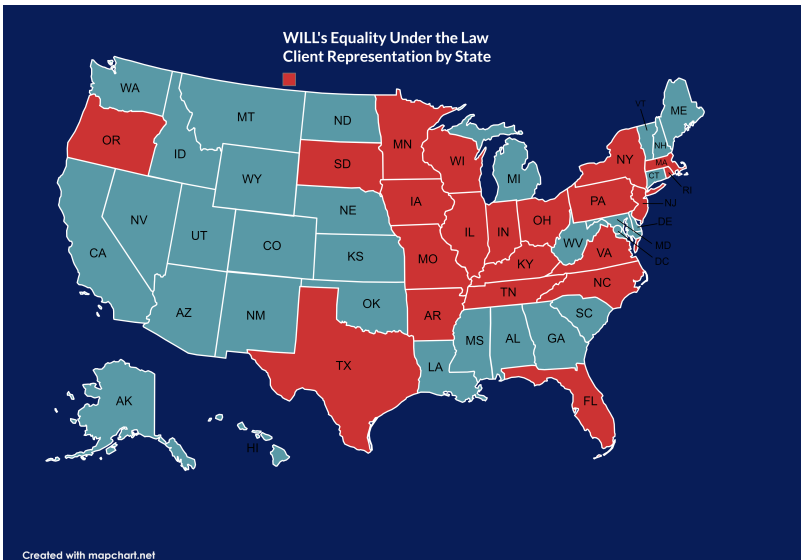 WILL's Equality Under the Law
Client Representation by State
WA
MT
ND
MN
VT
ME
OR
ID
SD
WI
MI
NY
NH
MA
CT
RI
WY
IA
PA
NJ
NV
NE
IL
IN
OH
DE
UT
CO
MD
CA
KS
MO
KY
WV
VA
DC
AZ
NM
OK
AR
TN
NC
SC
MS
AL
GA
TX
LA
FL
AK
Hi
Created with mapchart.net